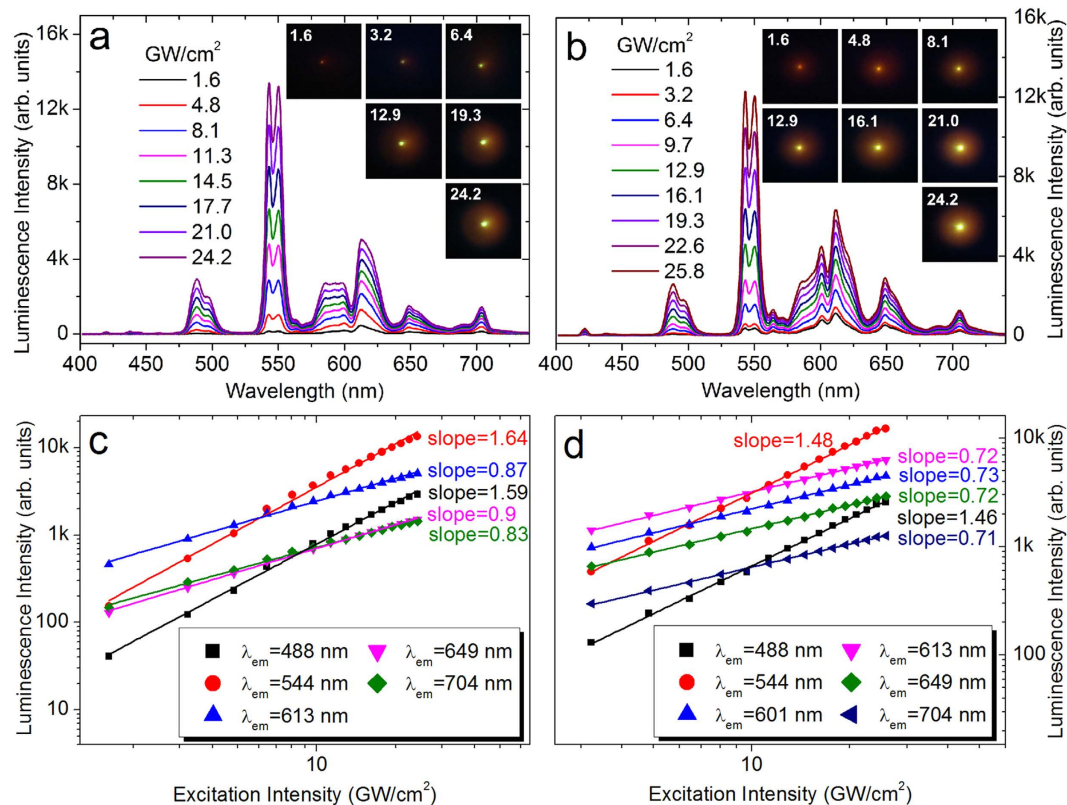 a
GW/cm²
1.6
4.8
8.1
11.3
14.5
17.7
21.0
24.2
1.6 3.2 6.4
12.9 19.3
24.2
16k
12k
8k
4k
0
Luminescence Intensity (arb. units)
400 450 500 550 600 650 700
Wavelength (nm)
b
GW/cm²
1.6
3.2
6.4
9.7
12.9
16.1
19.3
22.6
25.8
1.6 4.8 8.1
12.9 16.1 21.0
24.2
16k
12k
8k
4k
0
Luminescence Intensity (arb. units)
400 450 500 550 600 650 700
Wavelength (nm)
c
slope=1.64
slope=0.87
slope=1.59
slope=0.9
slope=0.83
10k
1k
100
10
Luminescence Intensity (arb. units)
λem=488 nm λem=649 nm
λem=544 nm λem=704 nm
λem=613 nm
10
Excitation Intensity (GW/cm²)
d
slope=1.48
slope=0.72
slope=0.73
slope=0.72
slope=1.46
slope=0.71
10k
1k
100
Luminescence Intensity (arb. units)
λem=488 nm λem=613 nm
λem=544 nm λem=649 nm
λem=601 nm λem=704 nm
10
Excitation Intensity (GW/cm²)